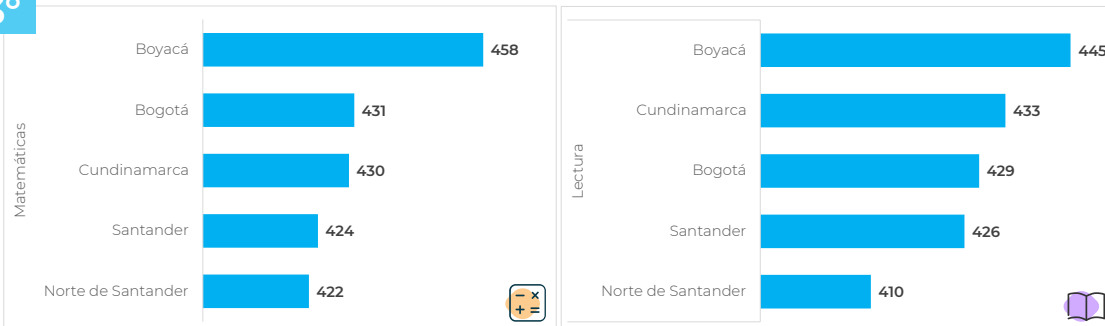 Matemáticas
Boyacá 458
Bogotá 431
Cundinamarca 430
Santander 424
Norte de Santander 422
Lectura
Boyacá 445
Cundinamarca 433
Bogotá 429
Santander 426
Norte de Santander 410